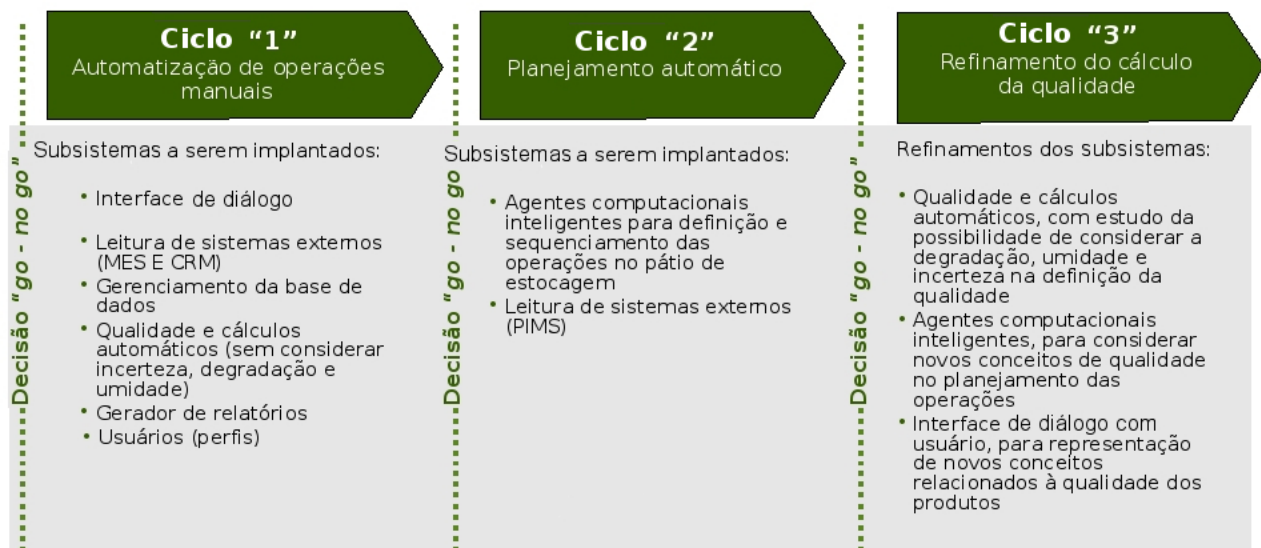 Ciclo “1”
Automatização de operações
manuais
Decisão “go - no go”
Subsistemas a serem implantados:
• Interface de diálogo
• Leitura de sistemas externos
(MES E CRM)
• Gerenciamento da base de
dados
• Qualidade e cálculos
automáticos (sem considerar
incerteza, degradação e
umidade)
• Gerador de relatórios
• Usuários (perfis)
Ciclo “2”
Planejamento automático
Decisão “go - no go”
Subsistemas a serem implantados:
• Agentes computacionais
inteligentes para definição e
sequenciamento das
operações no pátio de
estocagem
• Leitura de sistemas externos
(PIMS)
Ciclo “3”
Refinamento do cálculo
da qualidade
Decisão “go - no go”
Refinamentos dos subsistemas:
• Qualidade e cálculos
automáticos, com estudo da
possibilidade de considerar a
degradação, umidade e
incerteza na definição da
qualidade
• Agentes computacionais
inteligentes, para considerar
novos conceitos de qualidade
no planejamento das
operações
• Interface de diálogo com
usuário, para representação
de novos conceitos
relacionados à qualidade dos
produtos